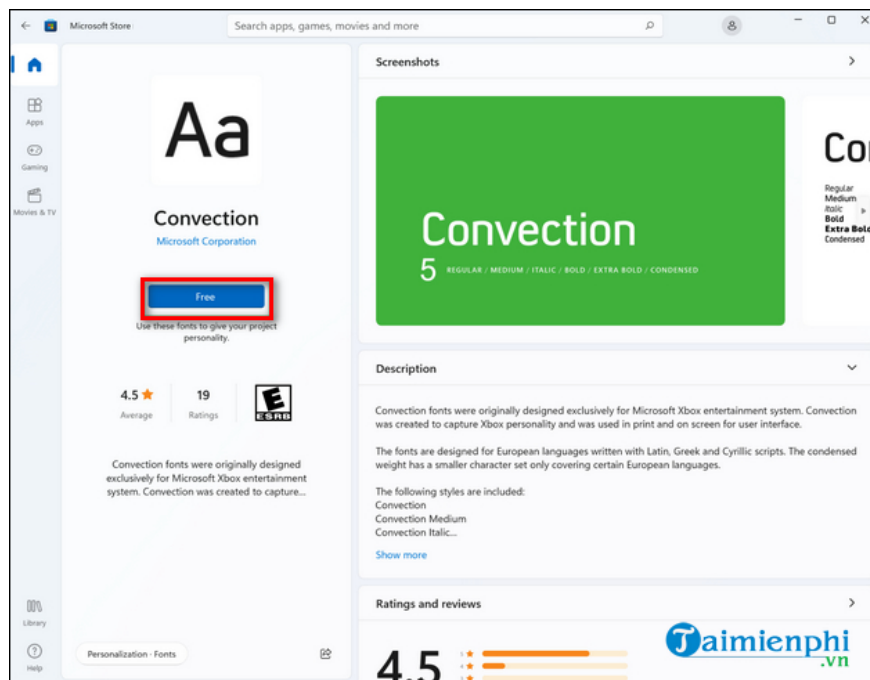 Microsoft Store
Search apps, games, movies and more
Apps
Gaming
Movies & TV
Library
Help
Aa
Convection
Microsoft Corporation
Free
Use these fonts to give your project
personality.
4.5
Average
19
Ratings
E
ESRB
Convection fonts were originally designed
exclusively for Microsoft Xbox entertainment
system. Convection was created to capture...
Personalization · Fonts
Screenshots
Convection
5 REGULAR / MEDIUM / ITALIC / BOLD / EXTRA BOLD / CONDENSED
Co
Regular
Medium
Italic
Bold
Extra Bold
Condensed
Description
Convection fonts were originally designed exclusively for Microsoft Xbox entertainment system. Convection
was created to capture Xbox personality and was used in print and on screen for user interface.
The fonts are designed for European languages written with Latin, Greek and Cyrillic scripts. The condensed
weight has a smaller character set only covering certain European languages.
The following styles are included:
Convection
Convection Medium
Convection Italic...
Show more
Ratings and reviews
4.5
5
4
Taimienphi
.vn